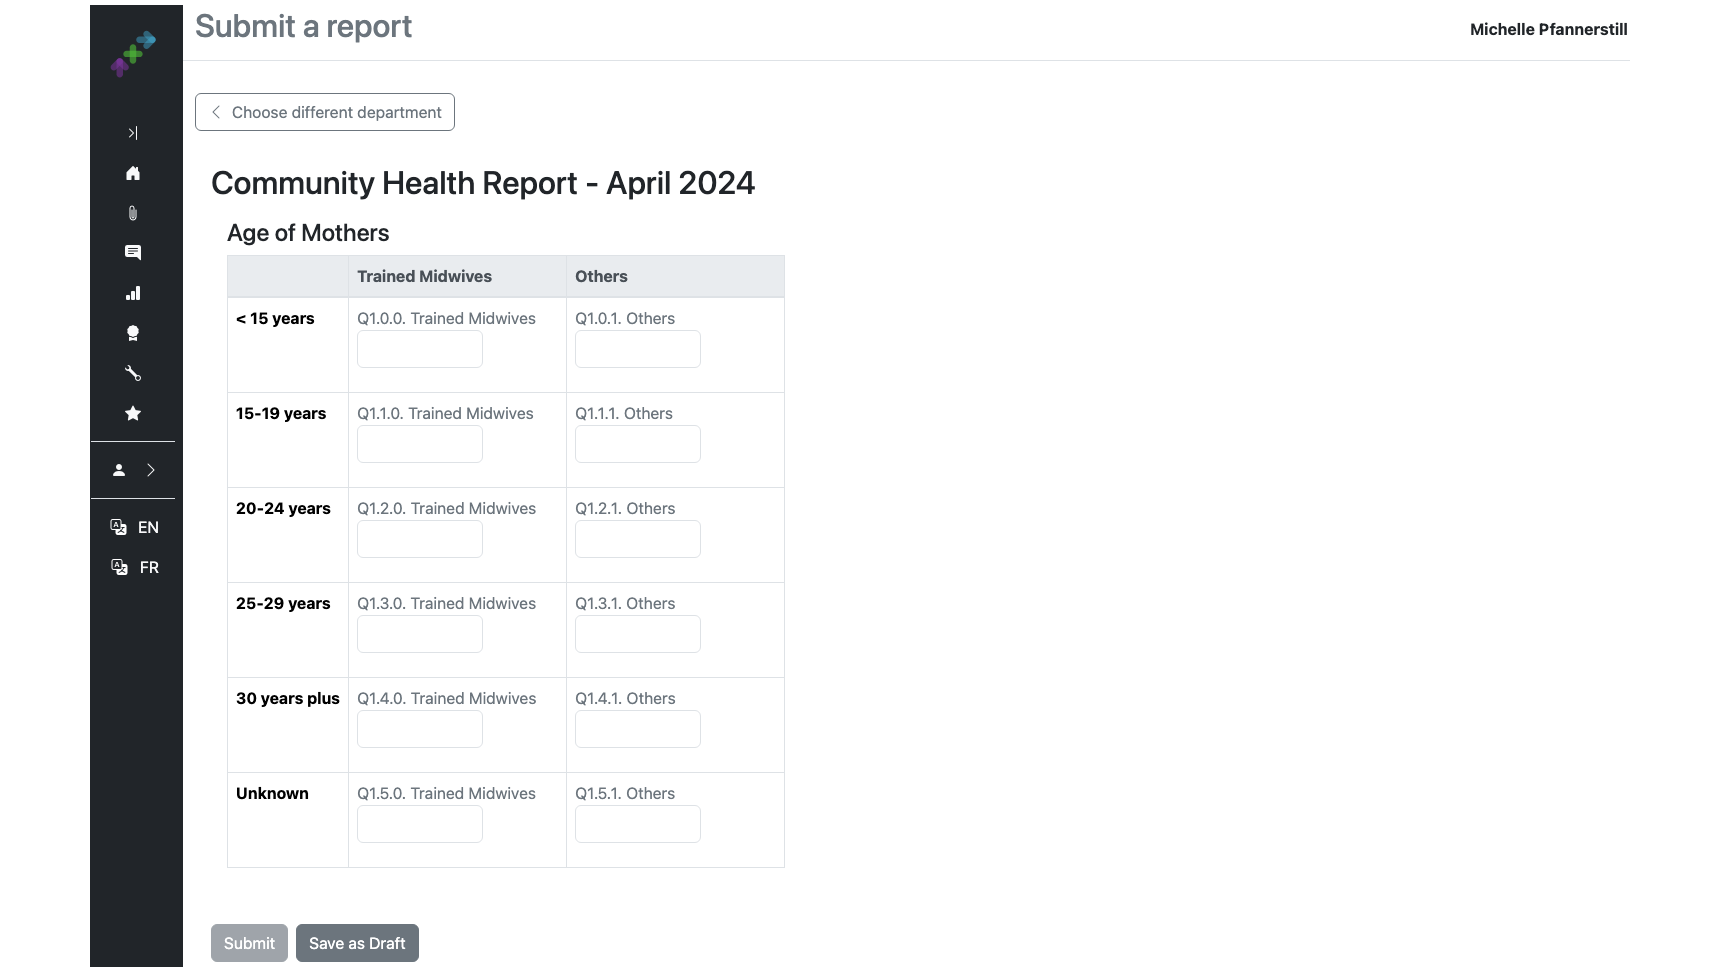 Submit a report
Michelle Pfannerstill
Choose different department
Community Health Report - April 2024
Age of Mothers
Trained Midwives Others
< 15 years Q1.0.0. Trained Midwives Q1.0.1. Others
15-19 years Q1.1.0. Trained Midwives Q1.1.1. Others
20-24 years Q1.2.0. Trained Midwives Q1.2.1. Others
25-29 years Q1.3.0. Trained Midwives Q1.3.1. Others
30 years plus Q1.4.0. Trained Midwives Q1.4.1. Others
Unknown Q1.5.0. Trained Midwives Q1.5.1. Others
EN
FR
Submit Save as Draft